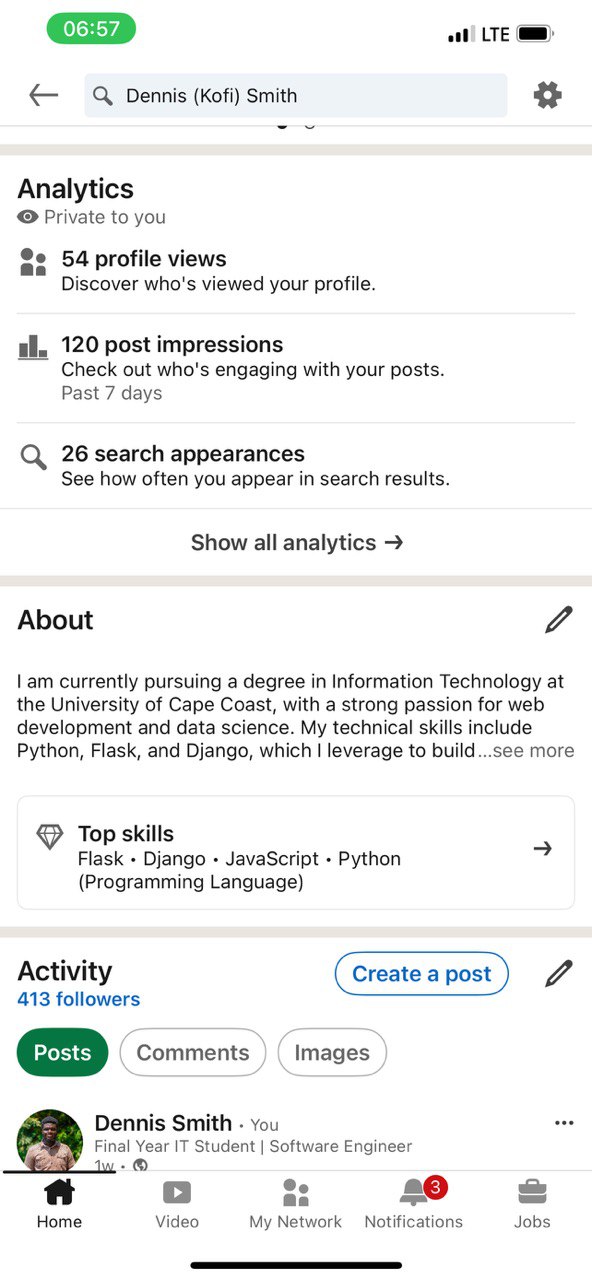 06:57
LTE
Dennis (Kofi) Smith
Analytics
Private to you
54 profile views
Discover who's viewed your profile.
120 post impressions
Check out who's engaging with your posts.
Past 7 days
26 search appearances
See how often you appear in search results.
Show all analytics →
About
I am currently pursuing a degree in Information Technology at
the University of Cape Coast, with a strong passion for web
development and data science. My technical skills include
Python, Flask, and Django, which I leverage to build...see more
Top skills
Flask • Django • JavaScript • Python
(Programming Language)
Activity
Create a post
413 followers
Posts
Comments
Images
Dennis Smith • You
Final Year IT Student | Software Engineer
1w •
3
Home
Video
My Network
Notifications
Jobs